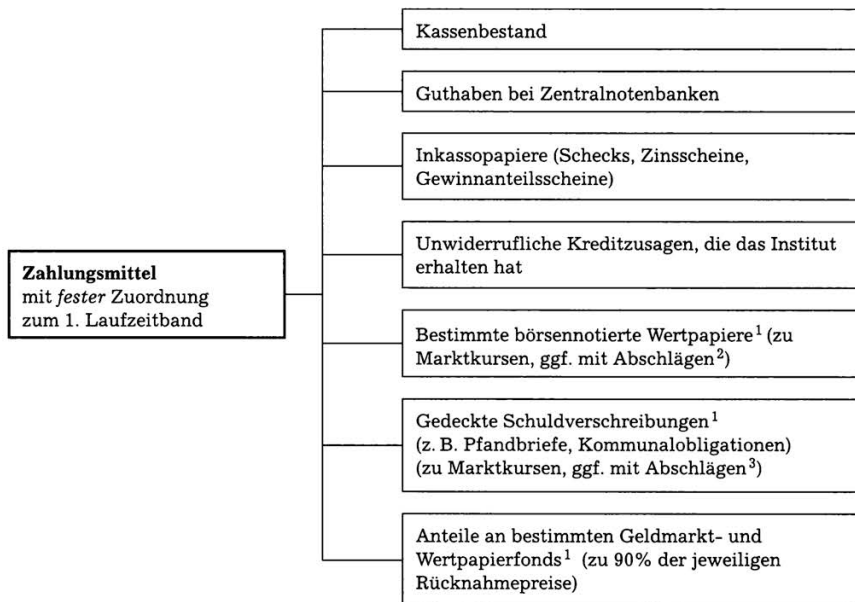 Kassenbestand
Guthaben bei Zentralnotenbanken
Inkassopapiere (Schecks, Zinsscheine,
Gewinnanteilsscheine)
Unwiderrufliche Kreditzusagen, die das Institut
erhalten hat
Zahlungsmittel
mit fester Zuordnung
zum 1. Laufzeitband
Bestimmte börsennotierte Wertpapiere¹ (zu
Marktkursen, ggf. mit Abschlägen²)
Gedeckte Schuldverschreibungen¹
(z. B. Pfandbriefe, Kommunalobligationen)
(zu Marktkursen, ggf. mit Abschlägen³)
Anteile an bestimmten Geldmarkt- und
Wertpapierfonds¹ (zu 90% der jeweiligen
Rücknahmepreise)